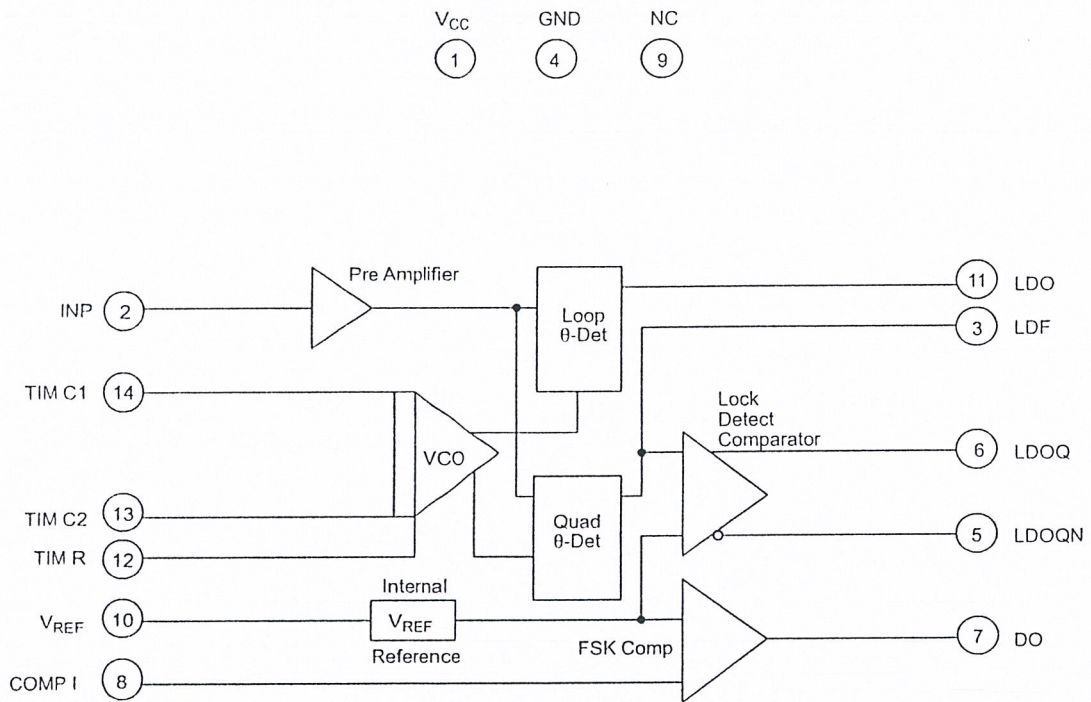 VCC GND NC
1 4 9
Pre Amplifier
INP 2
Loop
θ-Det
11 LDO
3 LDF
TIM C1 14
VCO
Lock
Detect
Comparator
6 LDOQ
TIM C2 13
Quad
θ-Det
5 LDOQN
TIM R 12
Internal
VREF 10
VREF
Reference
FSK Comp
7 DO
COMP I 8